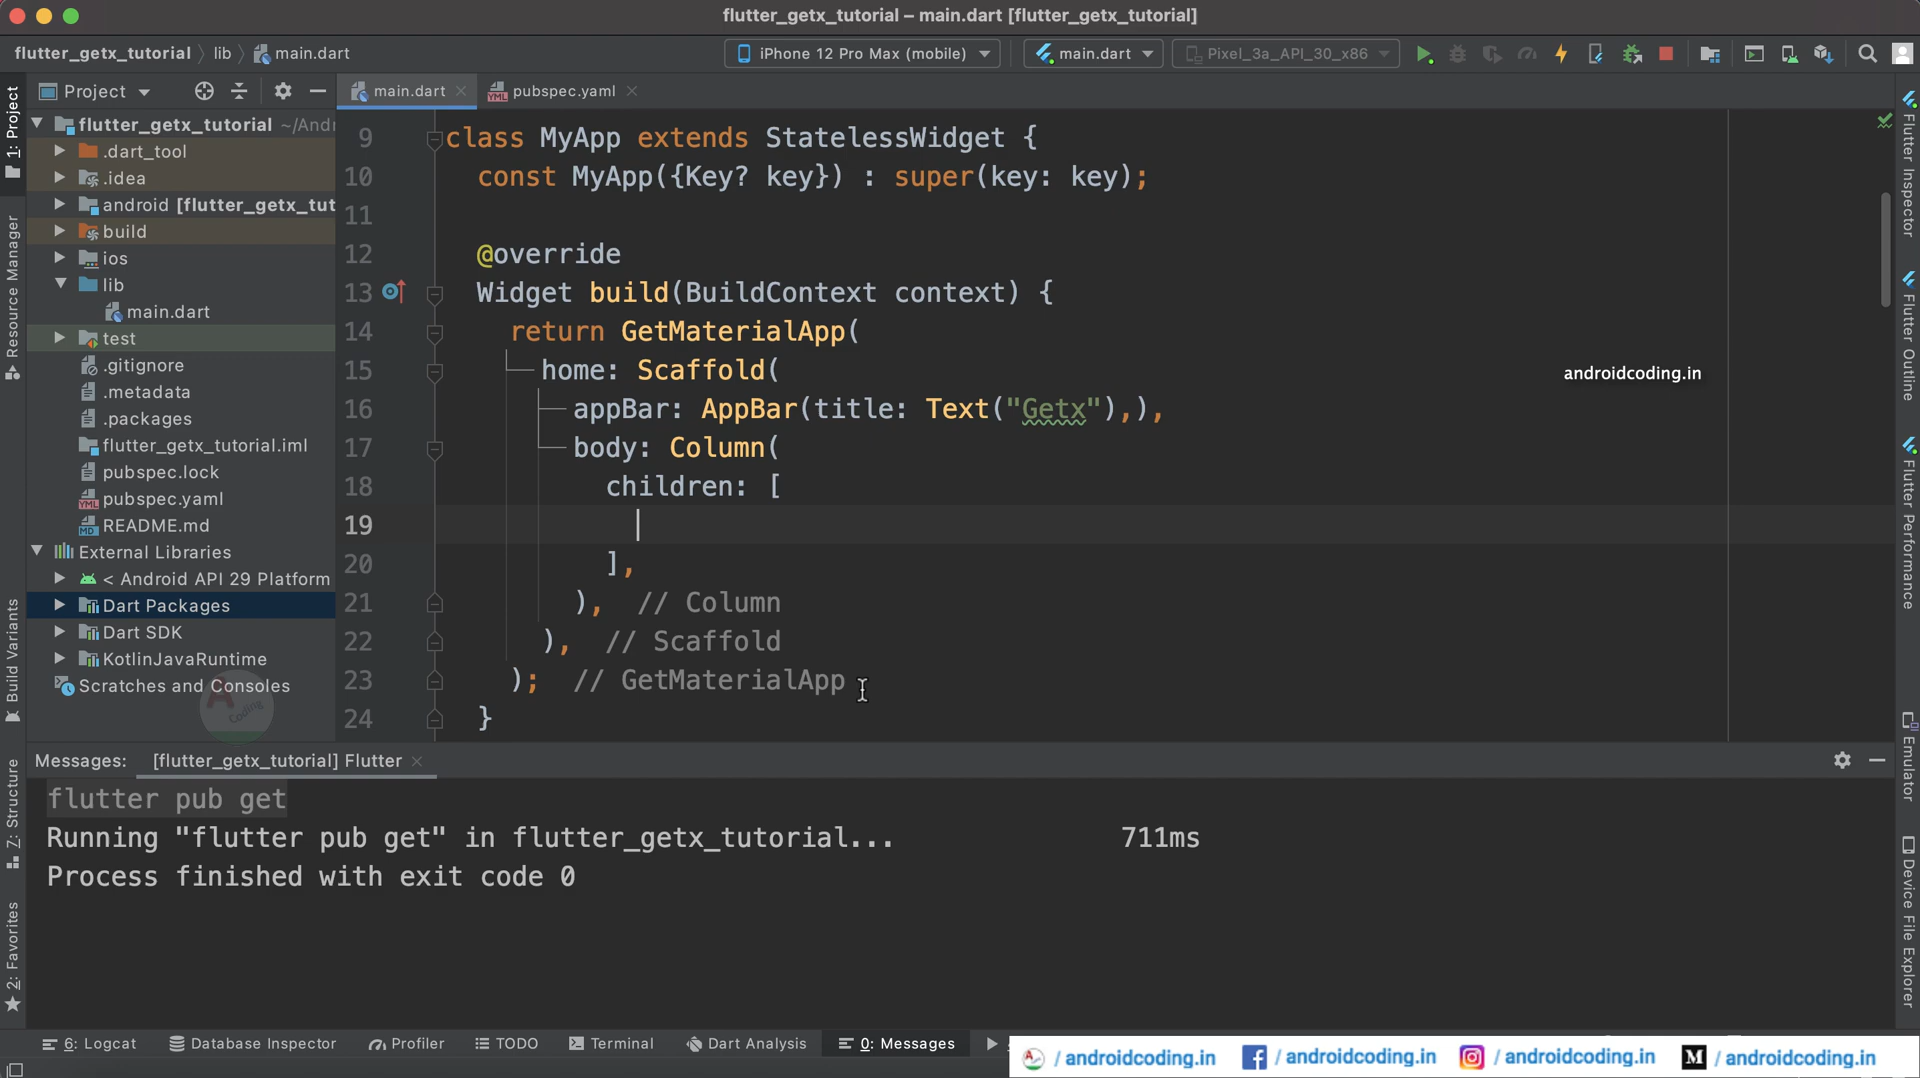 flutter_getx_tutorial – main.dart [flutter_getx_tutorial]
flutter_getx_tutorial lib main.dart
iPhone 12 Pro Max (mobile)
main.dart
Pixel_3a_API_30_x86
1: Project
Resource Manager
Build Variants
7: Structure
2: Favorites
Project
flutter_getx_tutorial ~/Andr
.dart_tool
.idea
android [flutter_getx_tut
build
ios
lib
main.dart
test
.gitignore
.metadata
.packages
flutter_getx_tutorial.iml
pubspec.lock
pubspec.yaml
README.md
External Libraries
< Android API 29 Platform
Dart Packages
Dart SDK
KotlinJavaRuntime
Scratches and Consoles
A
Coding
main.dart
pubspec.yaml
9 class MyApp extends StatelessWidget {
10 const MyApp({Key? key}) : super(key: key);
11
12 @override
13 Widget build(BuildContext context) {
14 return GetMaterialApp(
15 home: Scaffold(
16 appBar: AppBar(title: Text("Getx"),),
17 body: Column(
18 children: [
19
20 ],
21 ), // Column
22 ), // Scaffold
23 ); // GetMaterialApp
24 }
androidcoding.in
Flutter Inspector
Flutter Outline
Flutter Performance
Emulator
Device File Explorer
Messages: [flutter_getx_tutorial] Flutter
flutter pub get
Running "flutter pub get" in flutter_getx_tutorial... 711ms
Process finished with exit code 0
6: Logcat
Database Inspector
Profiler
TODO
Terminal
Dart Analysis
0: Messages
/ androidcoding.in
/ androidcoding.in
/ androidcoding.in
/ androidcoding.in